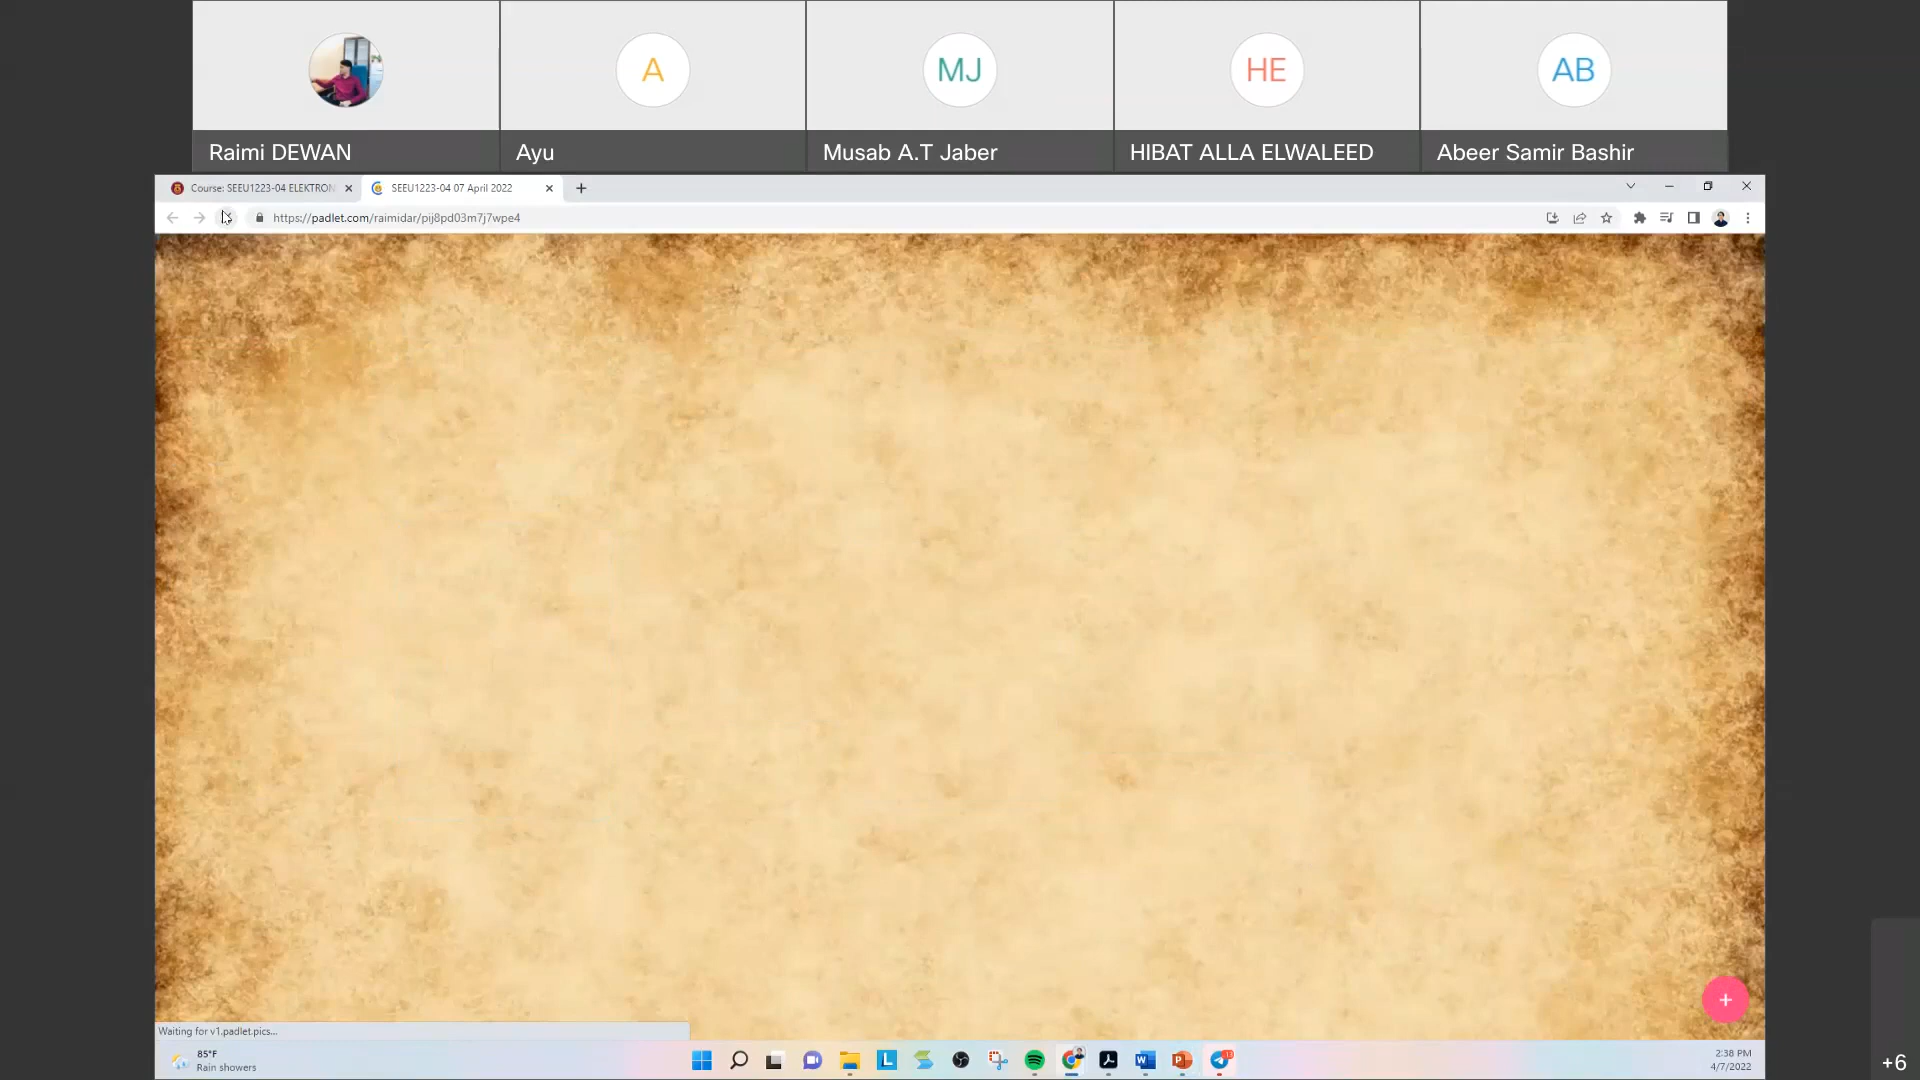 A
MJ
HE
AB
Raimi DEWAN
Ayu
Musab A.T Jaber
HIBAT ALLA ELWALEED
Abeer Samir Bashir
Course: SEEU1223-04 ELEKTRON
SEEU1223-04 07 April 2022
https://padlet.com/raimidar/pij8pd03m7j7wpe4
Waiting for v1.padlet.pics...
85°F
Rain showers
2:38 PM
4/7/2022
+6